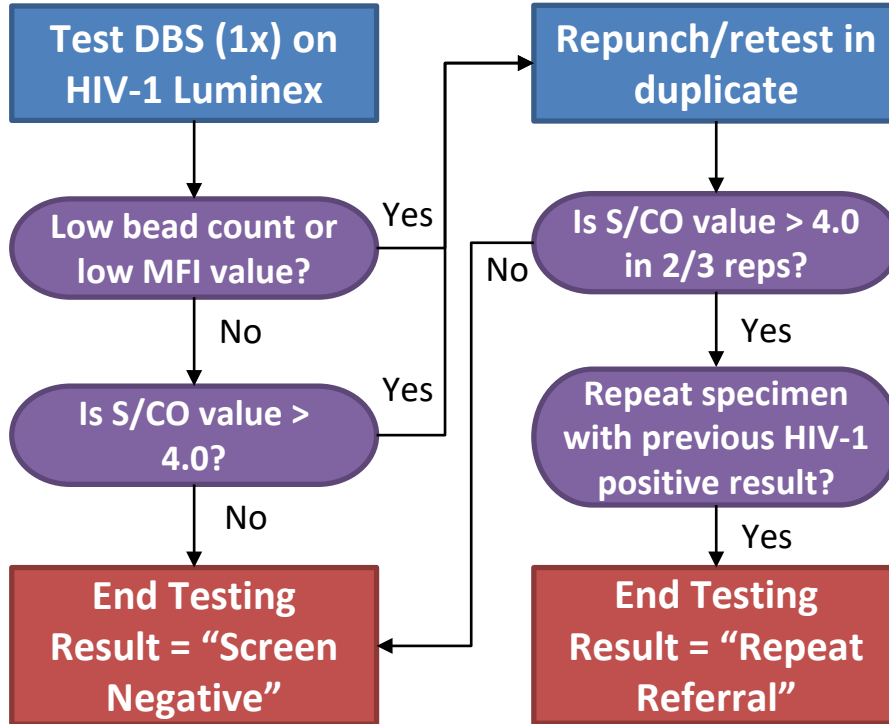 Test DBS (1x) on
HIV-1 Luminex
Low bead count or
low MFI value?
Yes
No
Is S/CO value >
4.0?
Yes
No
End Testing
Result = “Screen
Negative”
Repunch/retest in
duplicate
Is S/CO value > 4.0
in 2/3 reps?
No
Yes
Repeat specimen
with previous HIV-1
positive result?
Yes
End Testing
Result = “Repeat
Referral”